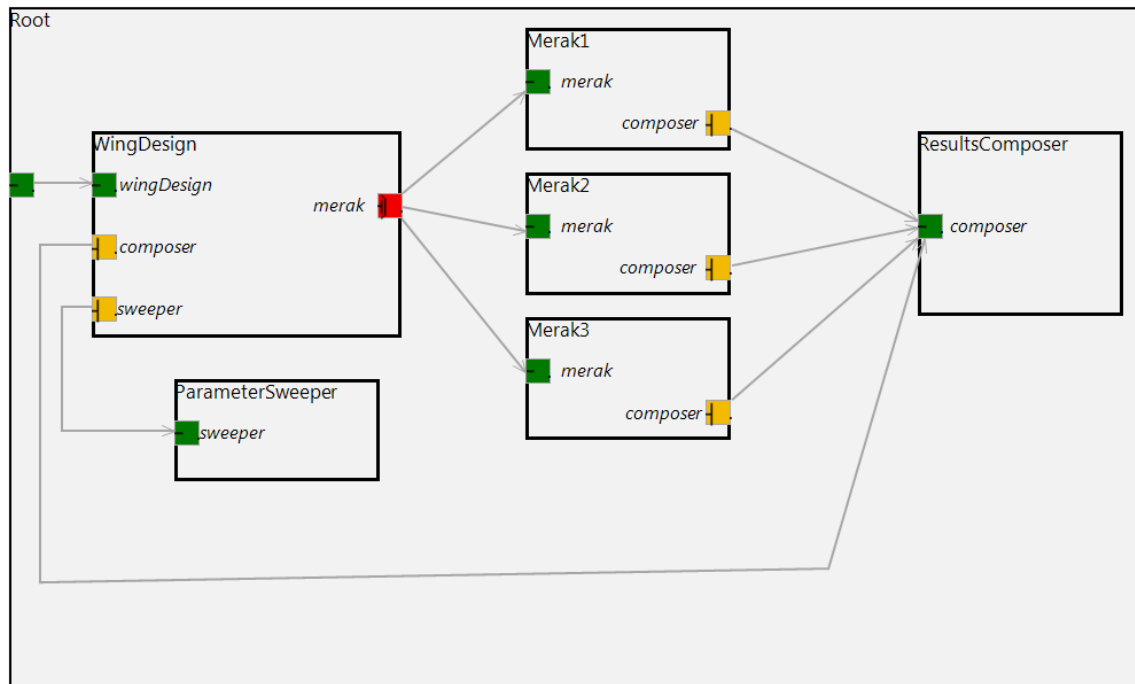 Root
WingDesign
wingDesign
merak
composer
sweeper
ParameterSweeper
sweeper
Merak1
merak
composer
Merak2
merak
composer
Merak3
merak
composer
ResultsComposer
composer